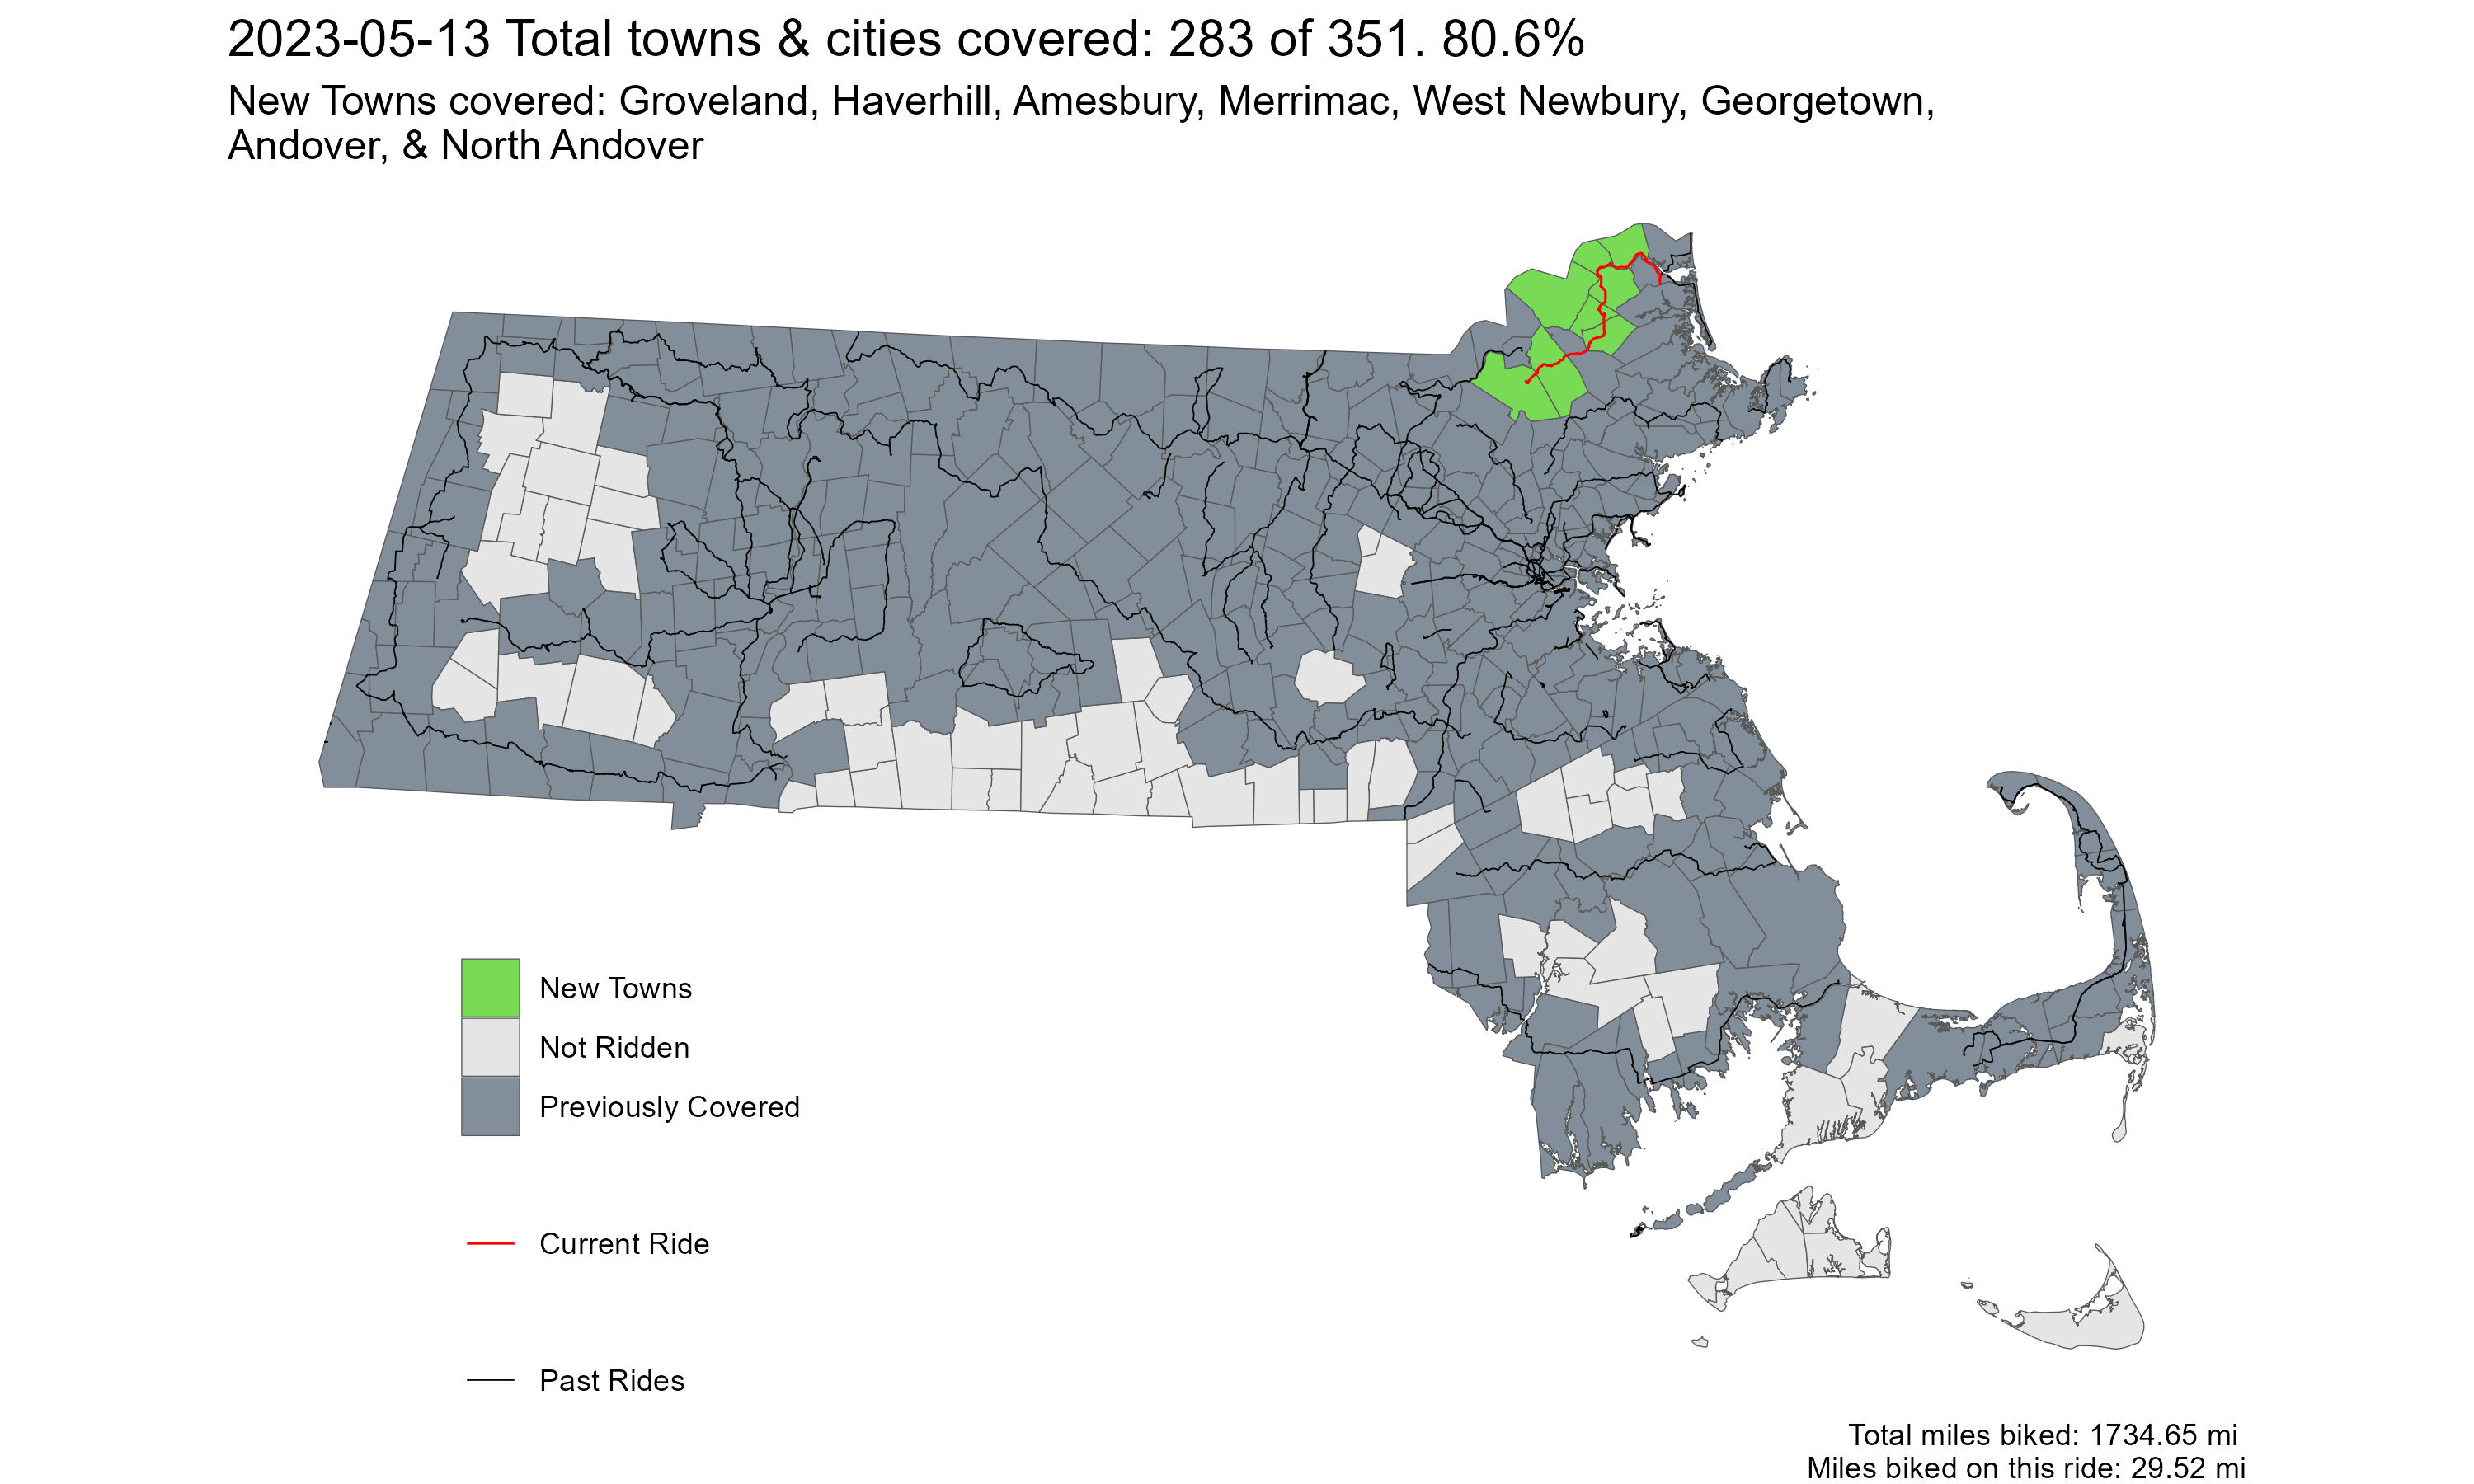 2023-05-13 Total towns & cities covered: 283 of 351. 80.6%
New Towns covered: Groveland, Haverhill, Amesbury, Merrimac, West Newbury, Georgetown,
Andover, & North Andover
New Towns
Not Ridden
Previously Covered
Current Ride
Past Rides
Total miles biked: 1734.65 mi
Miles biked on this ride: 29.52 mi